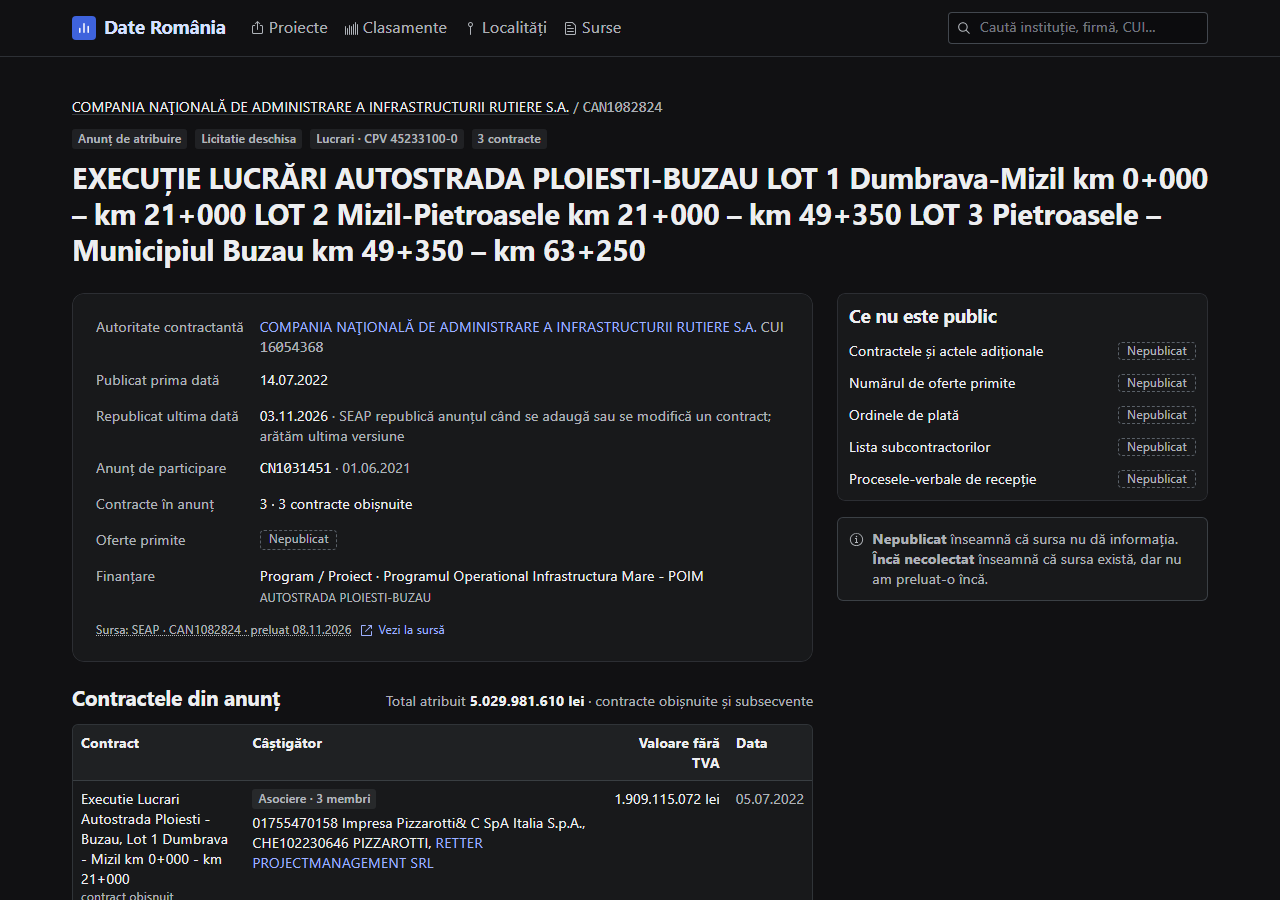 Date România
Proiecte
Clasamente
Localități
Surse
Caută instituție, firmă, CUI...
COMPANIA NAŢIONALĂ DE ADMINISTRARE A INFRASTRUCTURII RUTIERE S.A. / CAN1082824
Anunț de atribuire
Licitatie deschisa
Lucrari · CPV 45233100-0
3 contracte
EXECUȚIE LUCRĂRI AUTOSTRADA PLOIESTI-BUZAU LOT 1 Dumbrava-Mizil km 0+000
– km 21+000 LOT 2 Mizil-Pietroasele km 21+000 – km 49+350 LOT 3 Pietroasele –
Municipiul Buzau km 49+350 – km 63+250
Autoritate contractantă
COMPANIA NAŢIONALĂ DE ADMINISTRARE A INFRASTRUCTURII RUTIERE S.A. CUI
16054368
Publicat prima dată
14.07.2022
Republicat ultima dată
03.11.2026 · SEAP republică anunțul când se adaugă sau se modifică un contract;
arătăm ultima versiune
Anunț de participare
CN1031451 · 01.06.2021
Contracte în anunț
3 · 3 contracte obișnuite
Oferte primite
Nepublicat
Finanțare
Program / Proiect · Programul Operational Infrastructura Mare - POIM
AUTOSTRADA PLOIESTI-BUZAU
Sursa: SEAP · CAN1082824 · preluat 08.11.2026
Vezi la sursă
Ce nu este public
Contractele și actele adiționale
Nepublicat
Numărul de oferte primite
Nepublicat
Ordinele de plată
Nepublicat
Lista subcontractorilor
Nepublicat
Procesele-verbale de recepție
Nepublicat
Nepublicat înseamnă că sursa nu dă informația.
Încă necolectat înseamnă că sursa există, dar nu
am preluat-o încă.
Contractele din anunț
Total atribuit 5.029.981.610 lei · contracte obișnuite și subsecvente
Contract
Câștigător
Valoare fără
TVA
Data
Executie Lucrari
Autostrada Ploiesti -
Buzau, Lot 1 Dumbrava
- Mizil km 0+000 - km
21+000
contract obișnuit
Asociere · 3 membri
01755470158 Impresa Pizzarotti& C SpA Italia S.p.A.,
CHE102230646 PIZZAROTTI, RETTER
PROJECTMANAGEMENT SRL
1.909.115.072 lei
05.07.2022